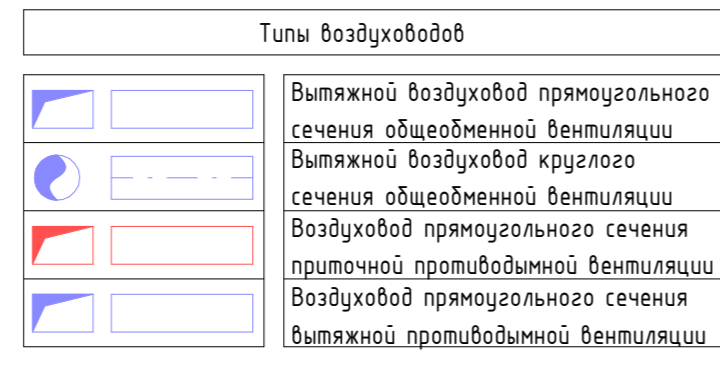 Типы воздуховодов
Вытяжной воздуховод прямоугольного
сечения общеобменной вентиляции
Вытяжной воздуховод круглого
сечения общеобменной вентиляции
Воздуховод прямоугольного сечения
приточной противодымной вентиляции
Воздуховод прямоугольного сечения
вытяжной противодымной вентиляции